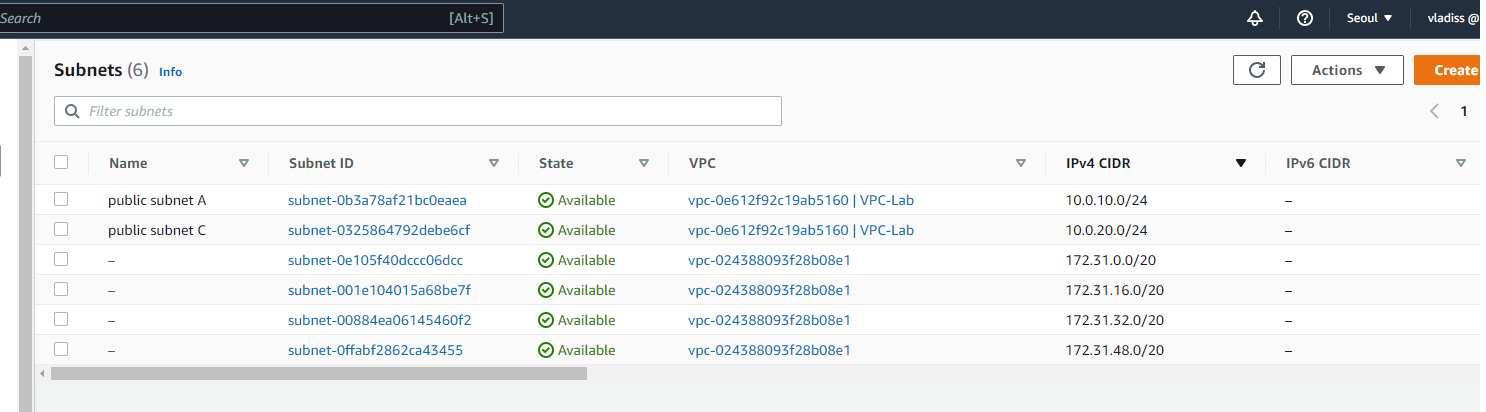 Search [Alt+S] Seoul ▼ vladiss @
Subnets (6) Info Actions ▼ Create
Filter subnets 1
Name Subnet ID State VPC IPv4 CIDR IPv6 CIDR
public subnet A subnet-0b3a78af21bc0eaea Available vpc-0e612f92c19ab5160 | VPC-Lab 10.0.10.0/24 –
public subnet C subnet-0325864792debe6cf Available vpc-0e612f92c19ab5160 | VPC-Lab 10.0.20.0/24 –
– subnet-0e105f40dccc06dcc Available vpc-024388093f28b08e1 172.31.0.0/20 –
– subnet-001e104015a68be7f Available vpc-024388093f28b08e1 172.31.16.0/20 –
– subnet-00884ea06145460f2 Available vpc-024388093f28b08e1 172.31.32.0/20 –
– subnet-0ffabf2862ca43455 Available vpc-024388093f28b08e1 172.31.48.0/20 –